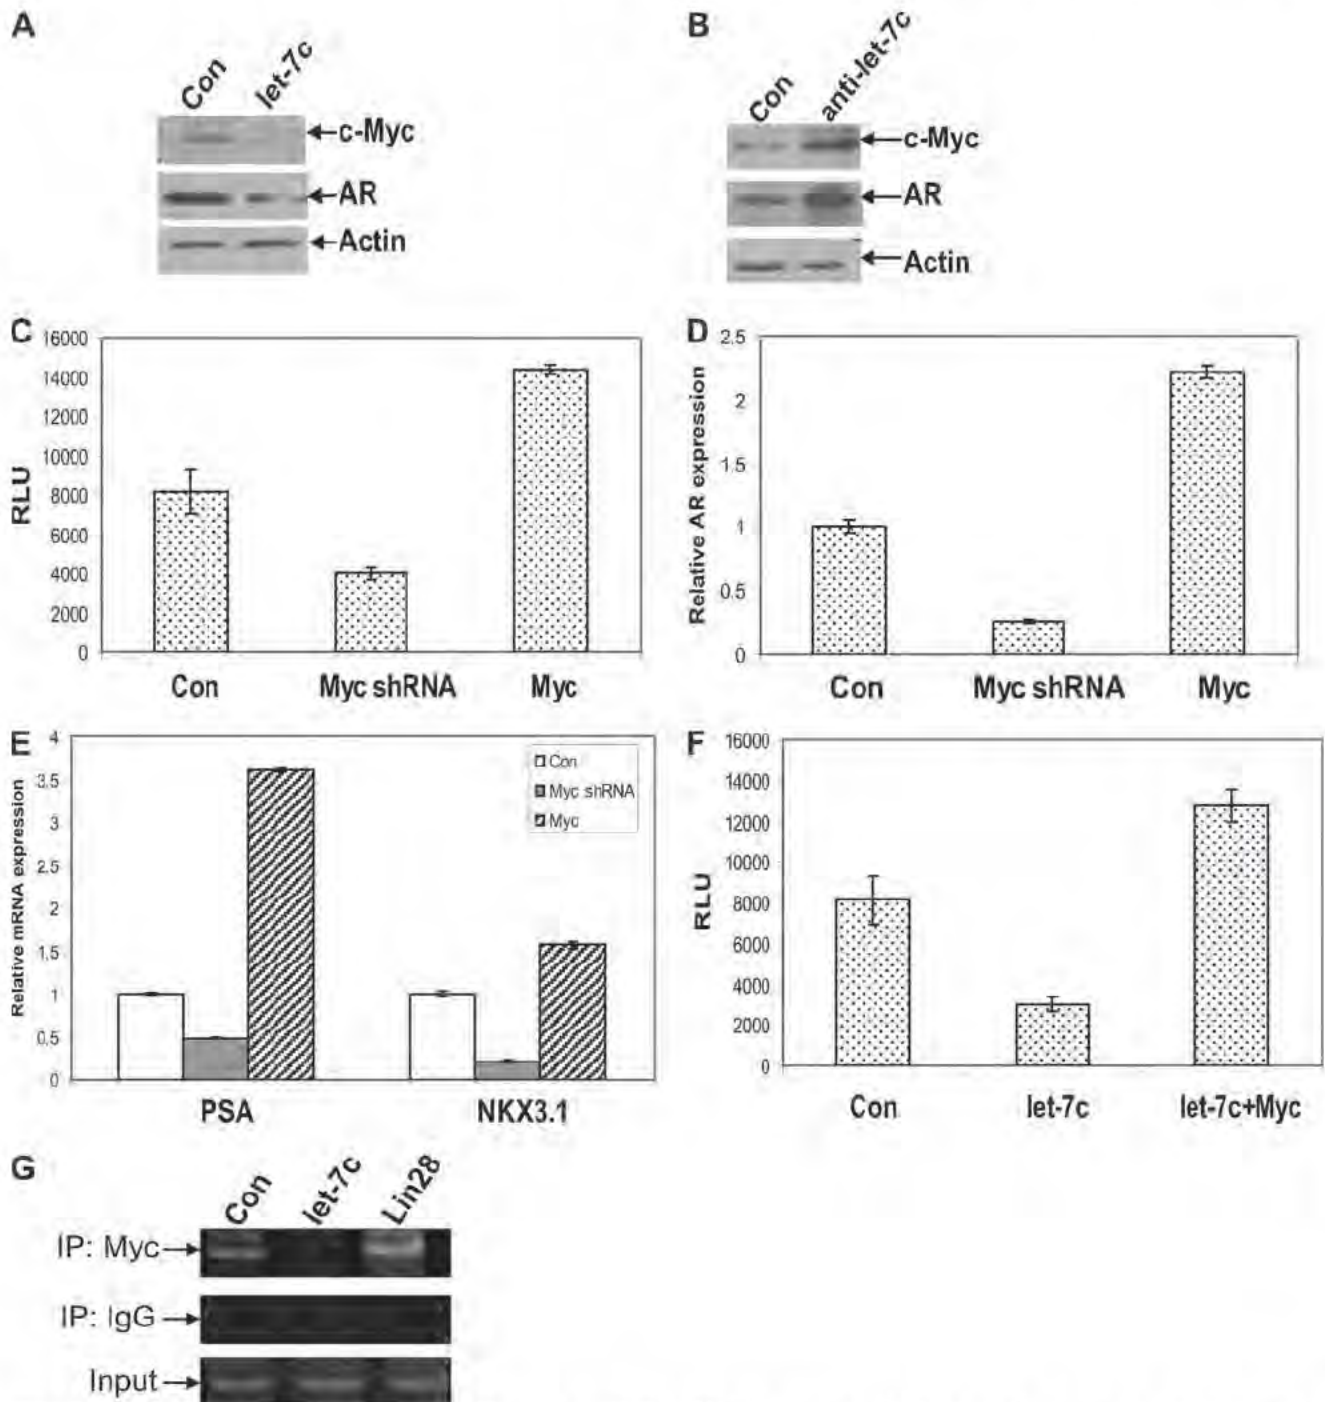 A
Con
let-7c
c-Myc
AR
Actin
B
Con
anti-let-7c
c-Myc
AR
Actin
C
RLU
16000
14000
12000
10000
8000
6000
4000
2000
0
Con Myc shRNA Myc
D
Relative AR expression
2.5
2
1.5
1
0.5
0
Con Myc shRNA Myc
E
Relative mRNA expression
4
3.5
3
2.5
2
1.5
1
0.5
0
Con
Myc shRNA
Myc
PSA NKX3.1
F
RLU
16000
14000
12000
10000
8000
6000
4000
2000
0
Con let-7c let-7c+Myc
G
Con
let-7c
Lin28
IP: Myc
IP: IgG
Input